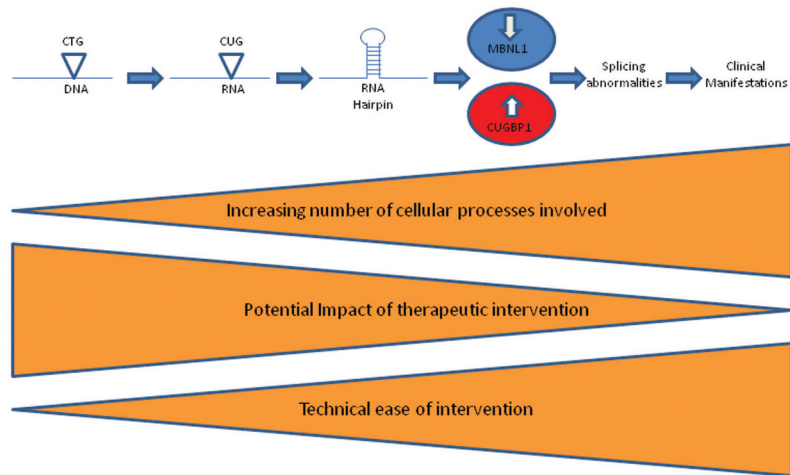 CTG
DNA
CUG
RNA
RNA
Hairpin
MBNL1
CUGBP1
Splicing
abnormalities
Clinical
Manifestations
Increasing number of cellular processes involved
Potential Impact of therapeutic intervention
Technical ease of intervention